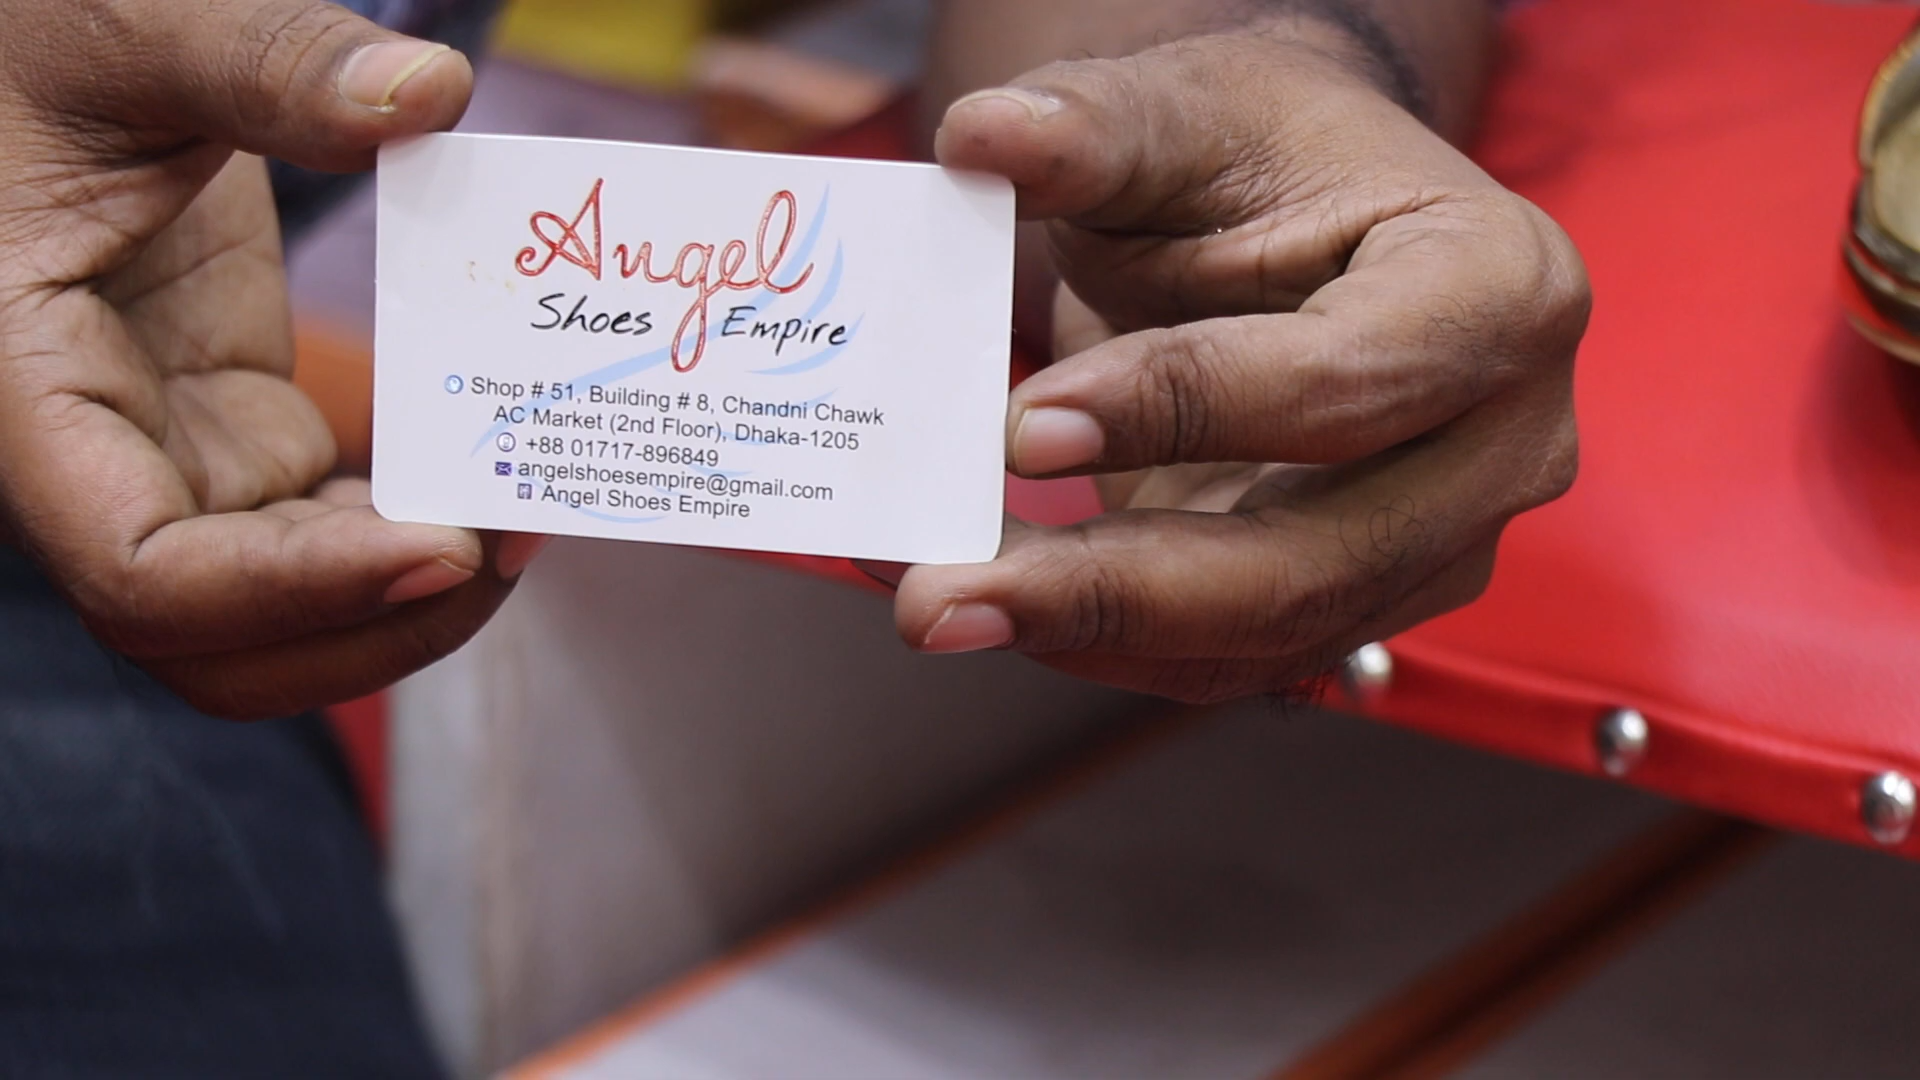 Angel
Shoes Empire
Shop # 51, Building # 8, Chandni Chawk
AC Market (2nd Floor), Dhaka-1205
+88 01717-896849
angelshoesempire@gmail.com
Angel Shoes Empire